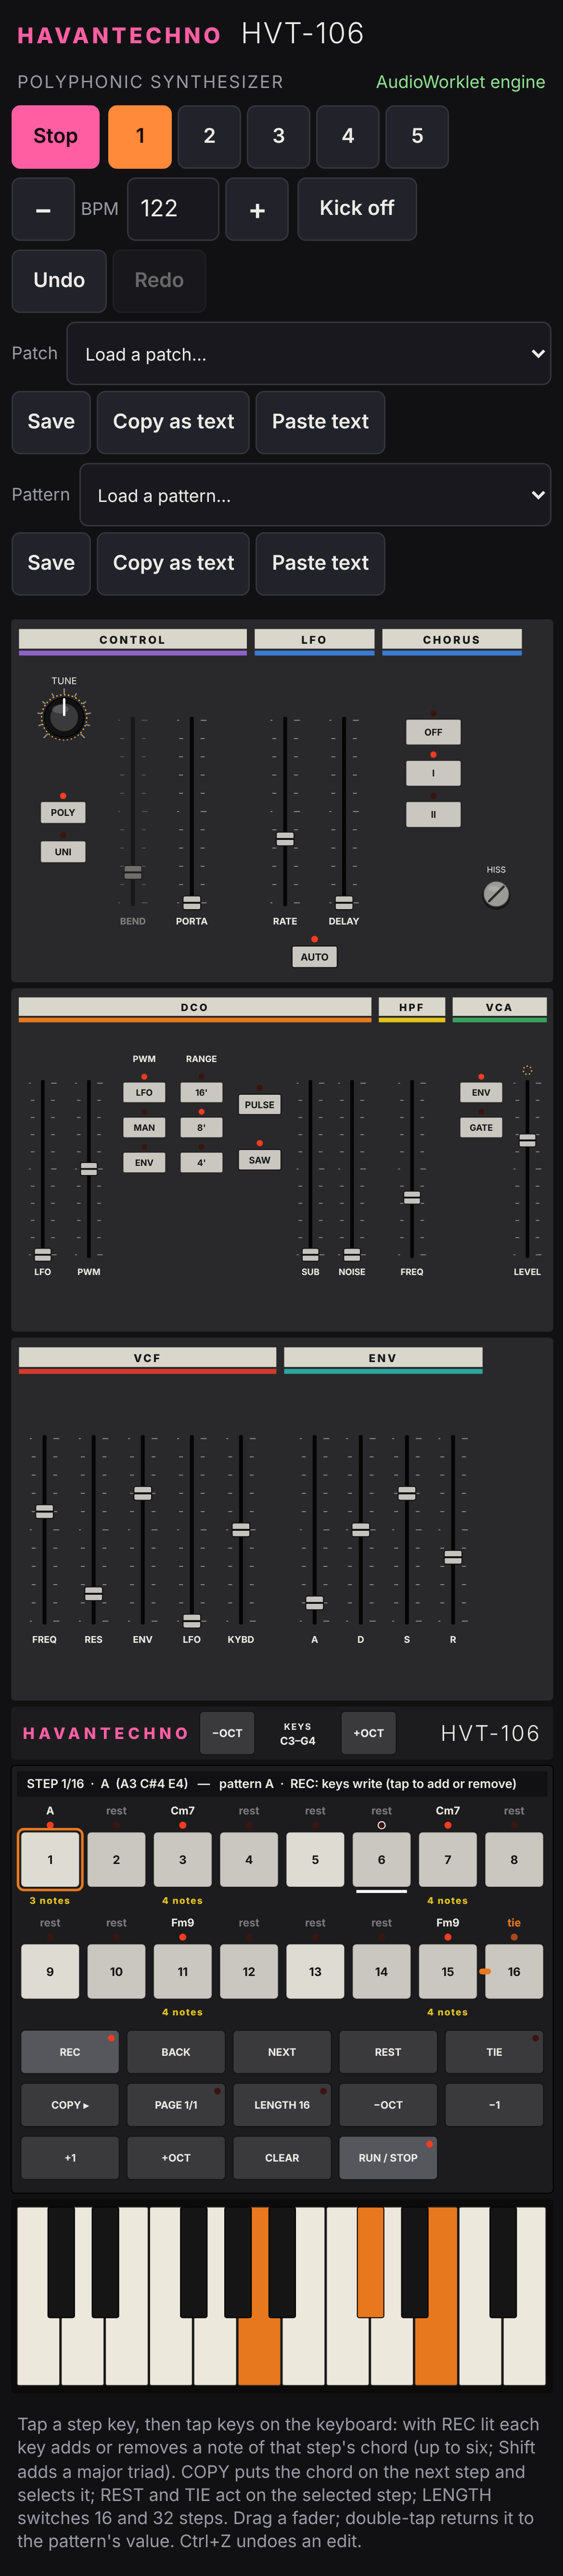 HAVANTECHNO HVT-106
POLYPHONIC SYNTHESIZER AudioWorklet engine
Stop 1 2 3 4 5
− BPM 122 + Kick off
Undo Redo
Patch Load a patch...
Save Copy as text Paste text
Pattern Load a pattern...
Save Copy as text Paste text
CONTROL LFO CHORUS
TUNE
OFF
I
POLY
II
UNI
HISS
BEND PORTA RATE DELAY
AUTO
DCO HPF VCA
PWM RANGE
LFO 16' ENV
PULSE
MAN 8' GATE
ENV 4' SAW
LFO PWM SUB NOISE FREQ LEVEL
VCF ENV
FREQ RES ENV LFO KYBD A D S R
HAVANTECHNO −OCT KEYS C3–G4 +OCT HVT-106
STEP 1/16 · A (A3 C#4 E4) — pattern A · REC: keys write (tap to add or remove)
A rest Cm7 rest rest rest Cm7 rest
1 2 3 4 5 6 7 8
3 notes 4 notes 4 notes
rest rest Fm9 rest rest rest Fm9 tie
9 10 11 12 13 14 15 16
4 notes 4 notes
REC BACK NEXT REST TIE
COPY ▸ PAGE 1/1 LENGTH 16 −OCT −1
+1 +OCT CLEAR RUN / STOP
Tap a step key, then tap keys on the keyboard: with REC lit each
key adds or removes a note of that step's chord (up to six; Shift
adds a major triad). COPY puts the chord on the next step and
selects it; REST and TIE act on the selected step; LENGTH
switches 16 and 32 steps. Drag a fader; double-tap returns it to
the pattern's value. Ctrl+Z undoes an edit.